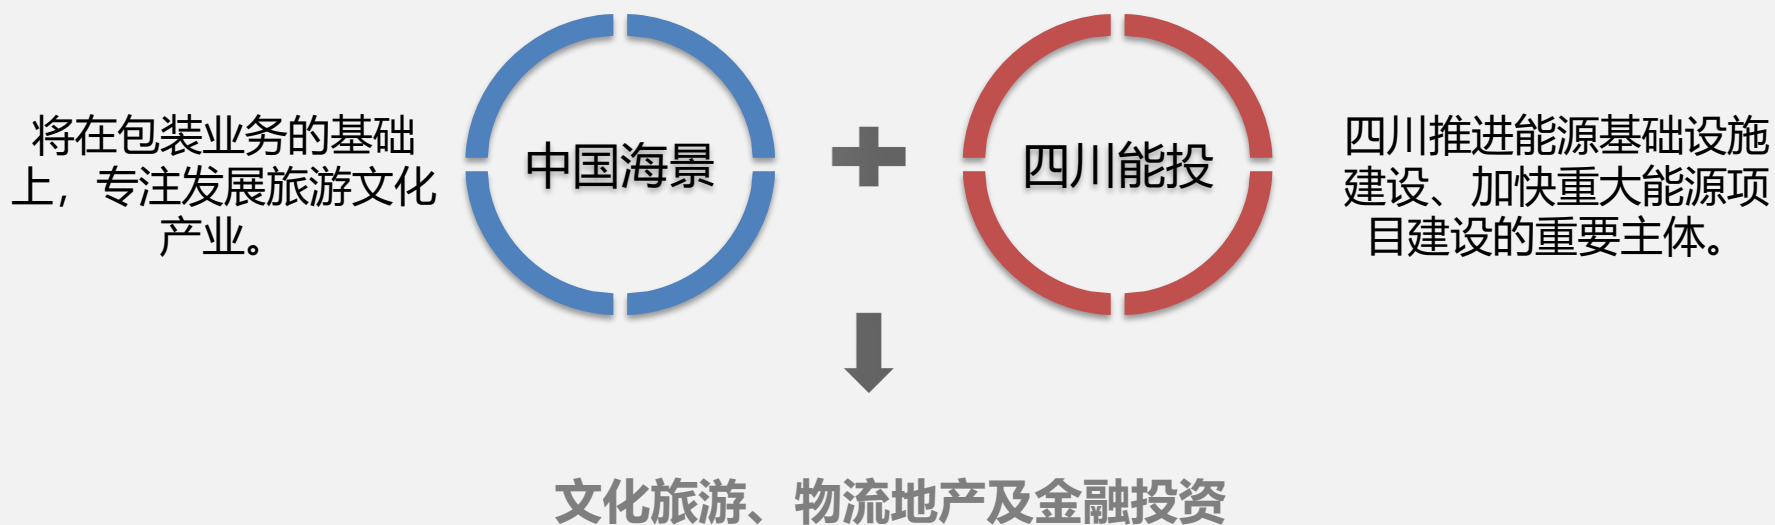 将在包装业务的基础
上，专注发展旅游文化
产业。
中国海景
四川能投
四川推进能源基础设施
建设、加快重大能源项
目建设的重要主体。
文化旅游、物流地产及金融投资